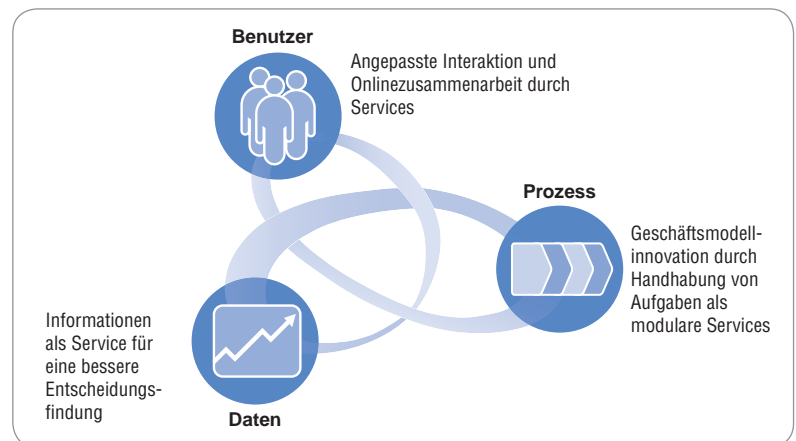 Benutzer
Angepasste Interaktion und
Onlinezusammenarbeit durch
Services
Prozess
Geschäftsmodell-
innovation durch
Handhabung von
Aufgaben als
modulare Services
Informationen
als Service für
eine bessere
Entscheidungs-
findung
Daten